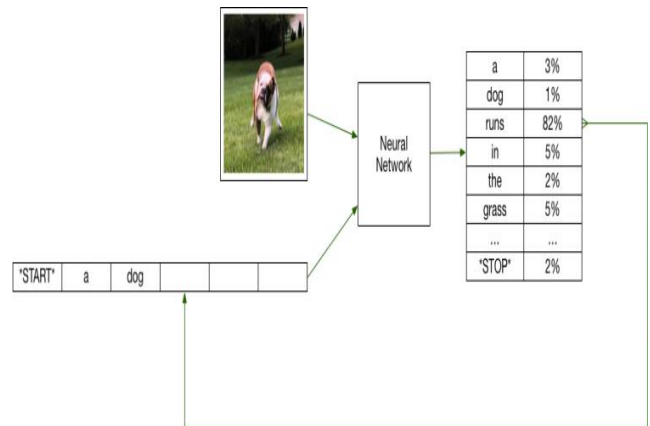 a 3%
dog 1%
runs 82%
Neural
Network
in 5%
the 2%
grass 5%
... ...
*STOP* 2%
*START* a dog